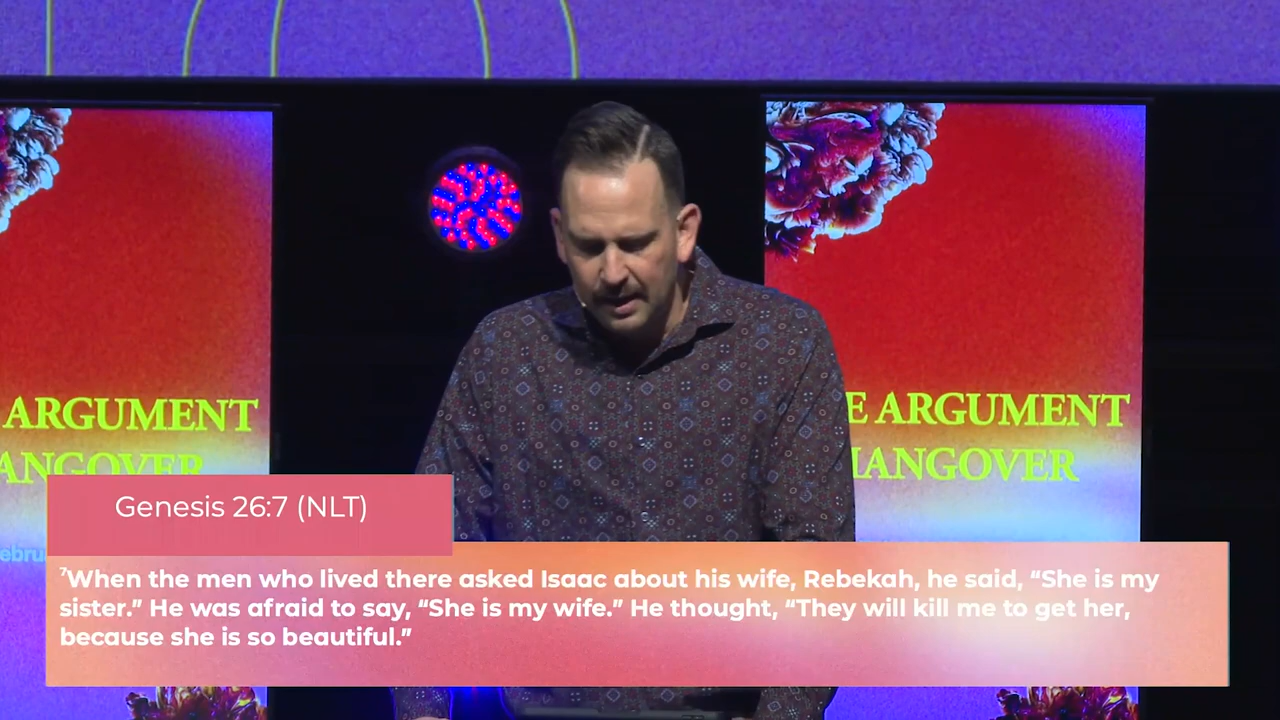 ARGUMENT
ANGOVER
E ARGUMENT
HANGOVER
Genesis 26:7 (NLT)
ebru
⁷When the men who lived there asked Isaac about his wife, Rebekah, he said, “She is my
sister.” He was afraid to say, “She is my wife.” He thought, “They will kill me to get her,
because she is so beautiful.”